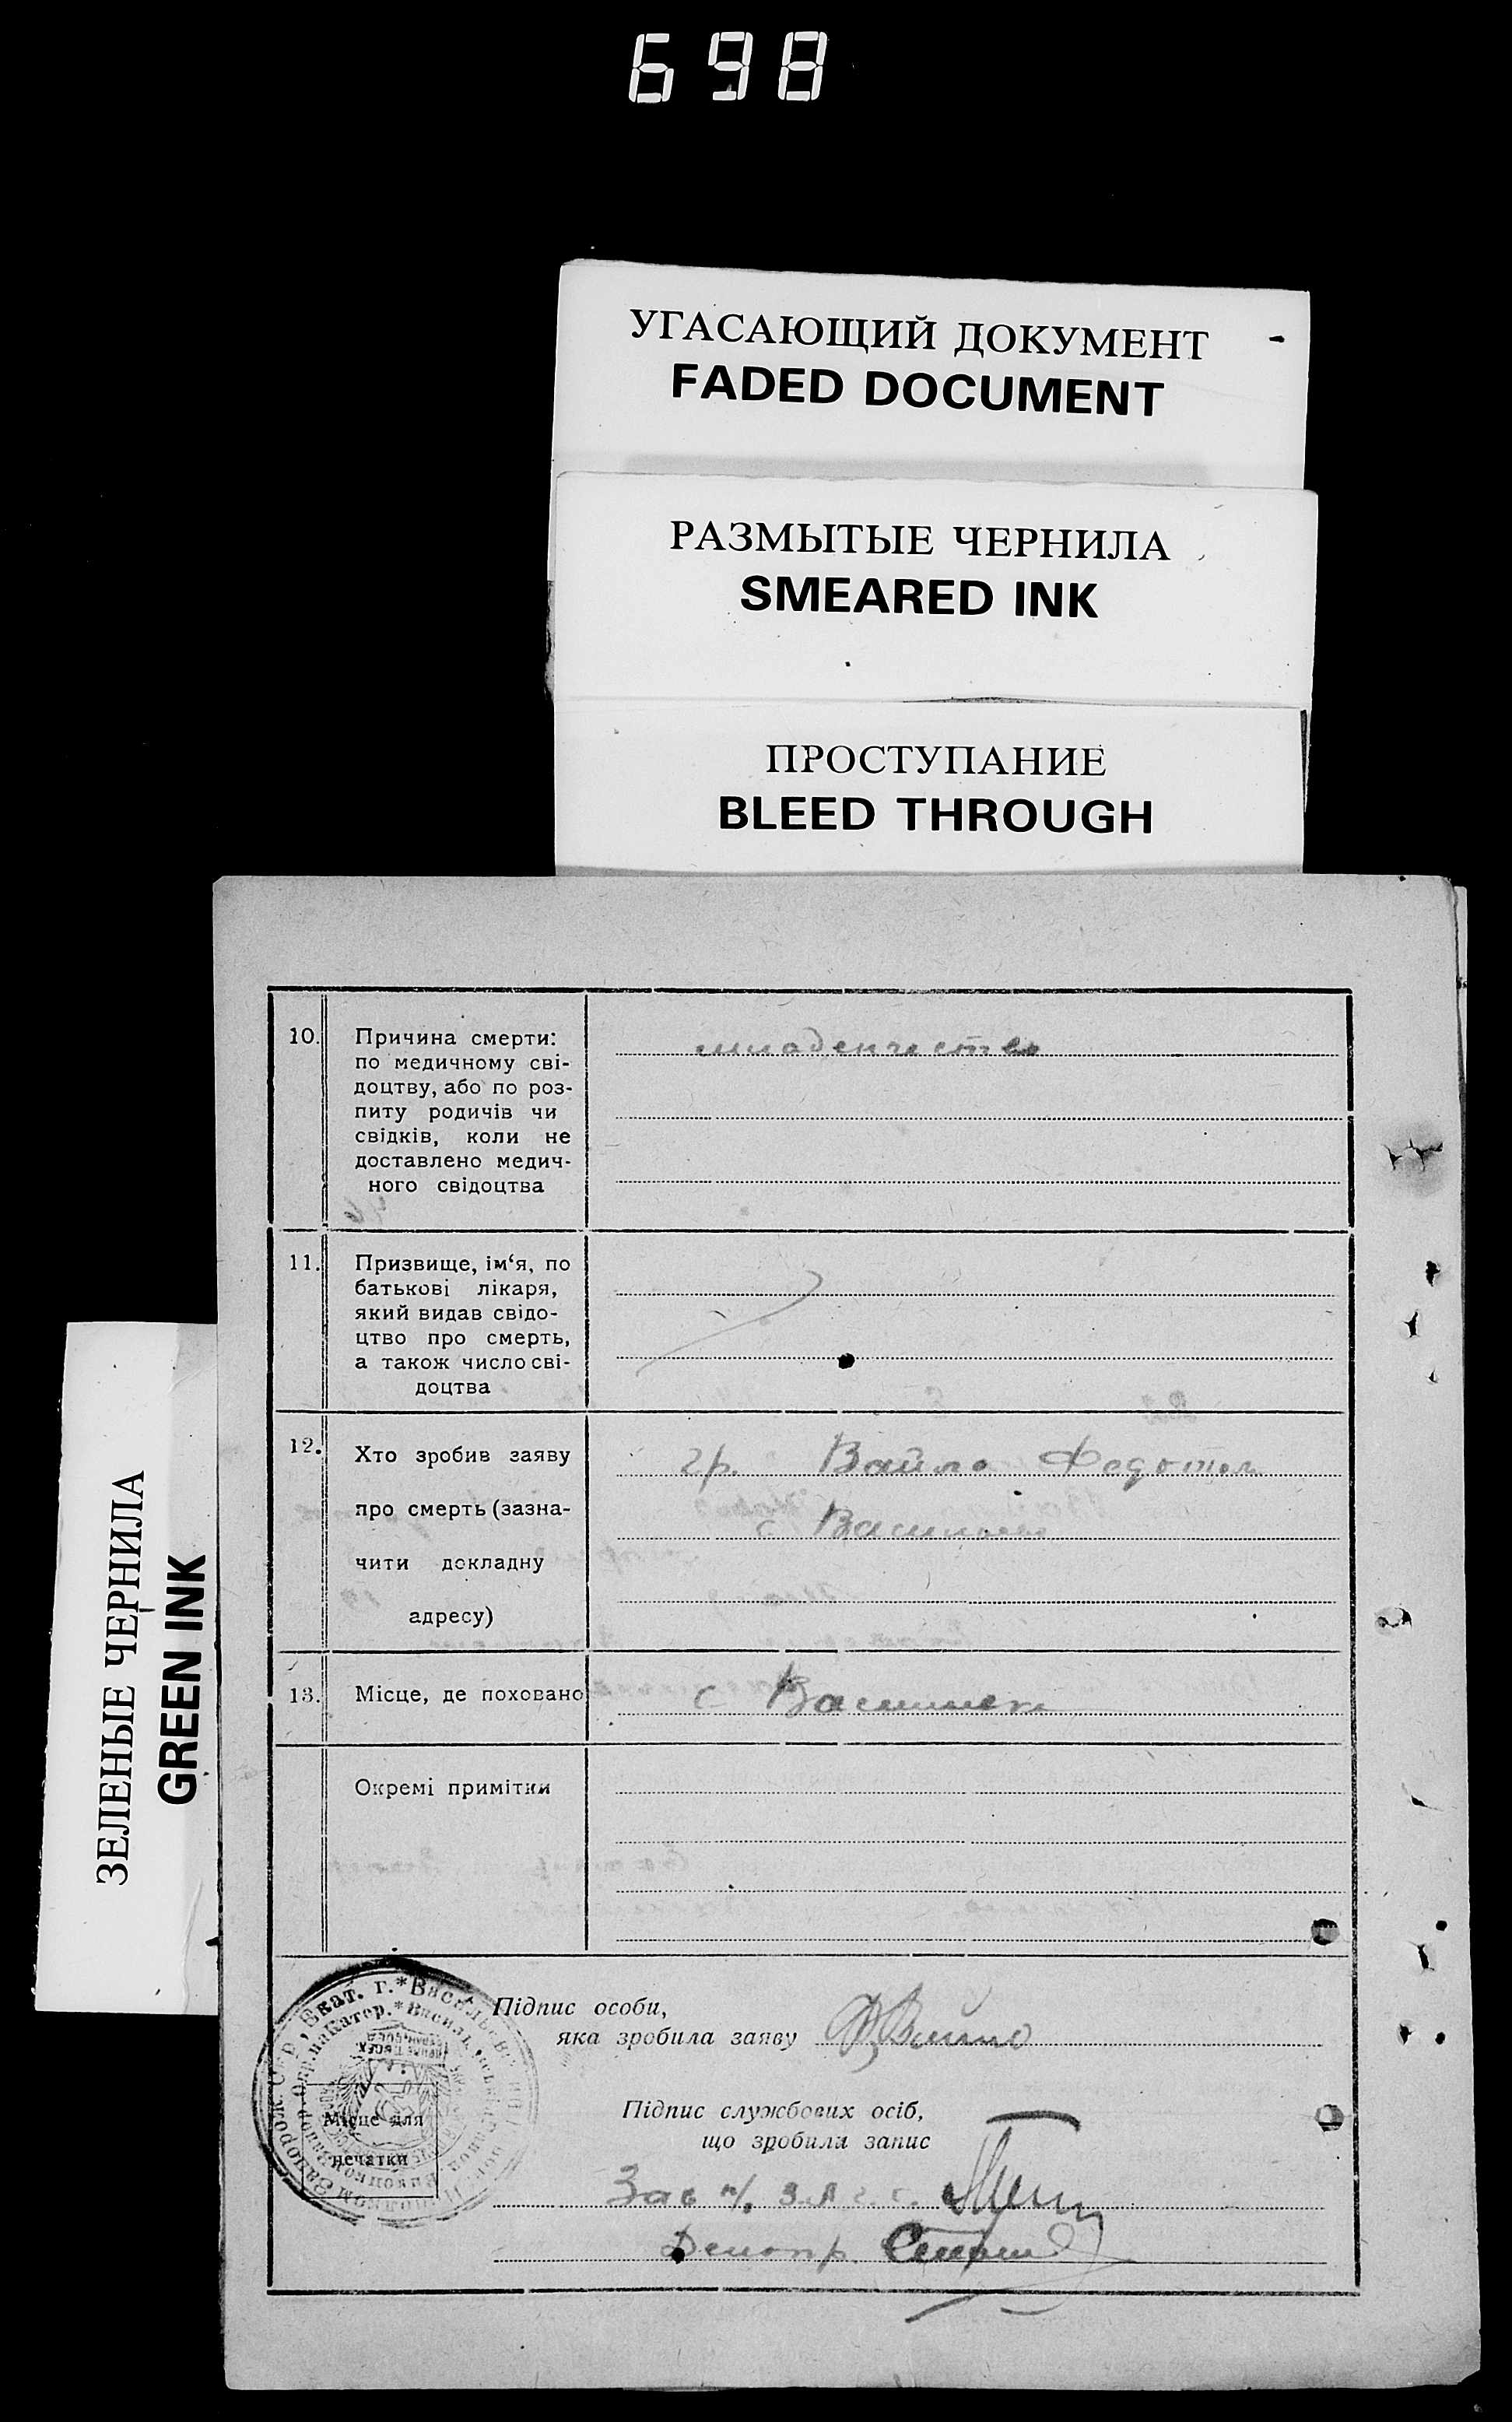 698
УГАСАЮЩИЙ ДОКУМЕНТ
FADED DOCUMENT
РАЗМЫТЫЕ ЧЕРНИЛА
SMEARED INK
ПРОСТУПАНИЕ
BLEED THROUGH
ЗЕЛЕНЫЕ ЧЕРНИЛА
GREEN INK
10. Причина смерти: младенчество
по медичному сві-
доцтву, або по роз-
питу родичів чи
свідків, коли не
доставлено медич-
ного свідоцтва
11. Призвище, ім‘я, по
батькові лікаря,
який видав свідо-
цтво про смерть,
а також число сві-
доцтва
12. Хто зробив заяву гр. Вайло
про смерть (зазна- с
чити докладну
адресу)
13. Місце, де поховано с
Окремі примітки
Підпис особи,
яка зробила заяву
Підпис службових осіб,
що зробили запис
Місце для
печатки
Зав З.А.г.с.
Делопр.